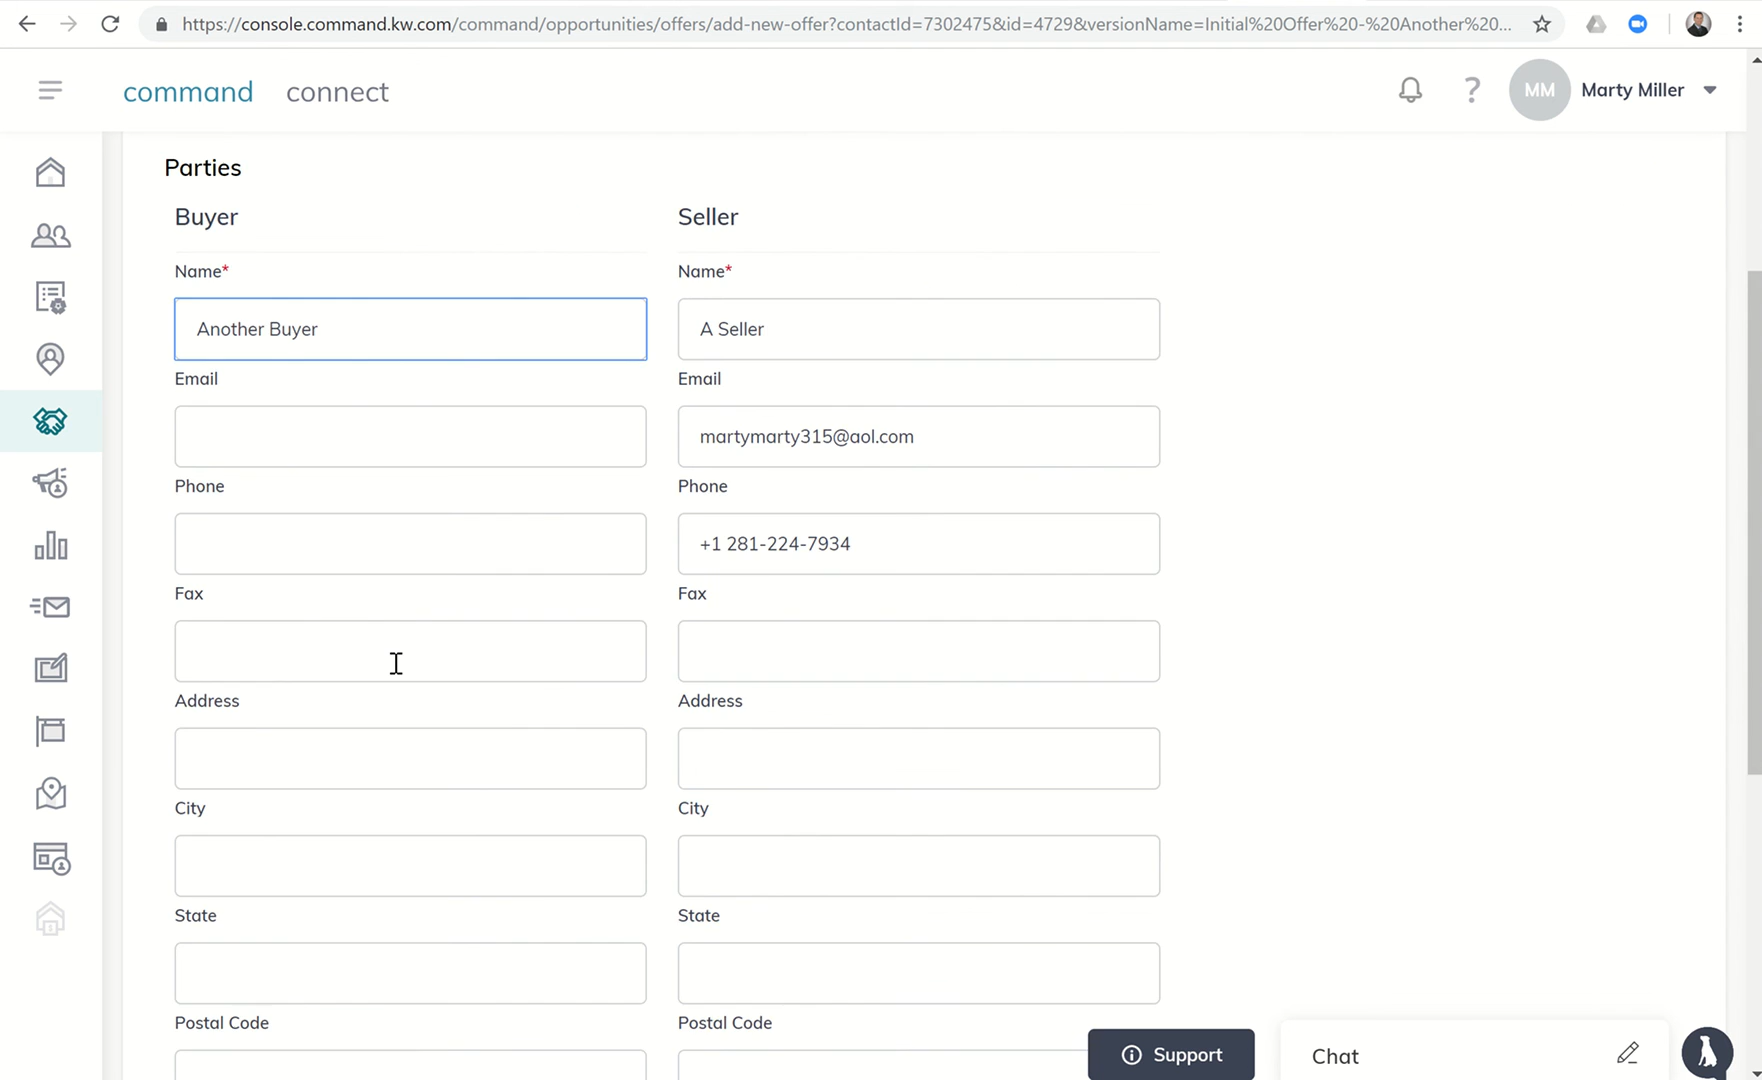 https://console.command.kw.com/command/opportunities/offers/add-new-offer?contactId=7302475&id=4729&versionName=Initial%20Offer%20-%20Another%20...
command connect
? MM Marty Miller
Parties
Buyer Seller
Name* Name*
Another Buyer A Seller
Email Email
martymarty315@aol.com
Phone Phone
+1 281-224-7934
Fax Fax
Address Address
City City
State State
Postal Code Postal Code
Support Chat